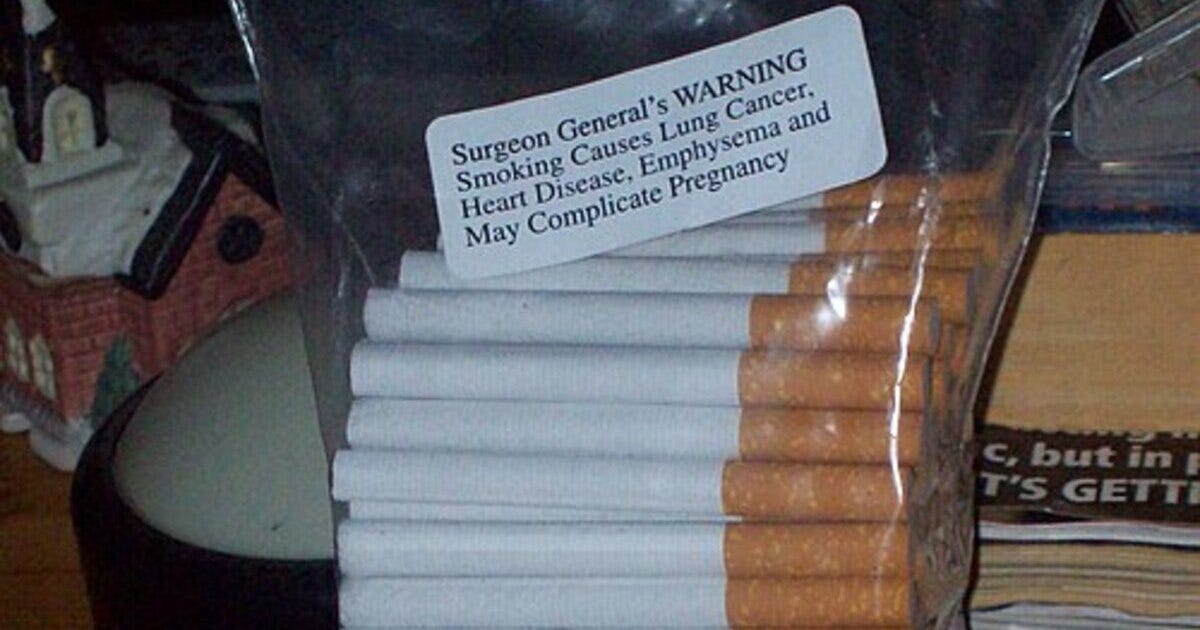 Surgeon General's WARNING
Smoking Causes Lung Cancer,
Heart Disease, Emphysema and
May Complicate Pregnancy
c, but in
T'S GETT